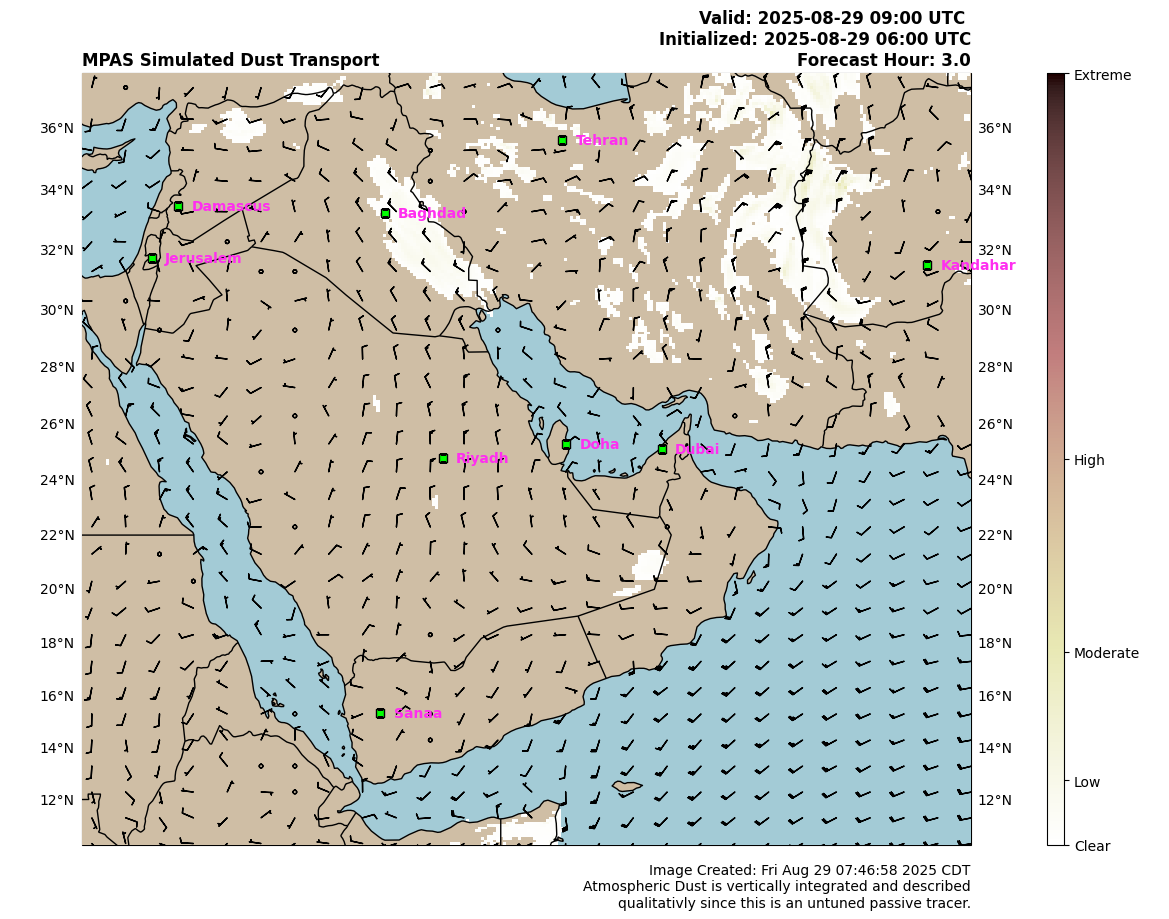 Valid: 2025-08-29 09:00 UTC
Initialized: 2025-08-29 06:00 UTC
MPAS Simulated Dust Transport
Forecast Hour: 3.0
Extreme
36°N
Tehran
36°N
34°N
Damascus
Baghdad
34°N
32°N
Jerusalem
32°N
Kandahar
30°N
30°N
28°N
28°N
26°N
Doha
Dubai
26°N
Riyadh
High
24°N
24°N
22°N
22°N
20°N
20°N
18°N
18°N
Moderate
16°N
Sanaa
16°N
14°N
14°N
Low
12°N
12°N
Clear
Image Created: Fri Aug 29 07:46:58 2025 CDT
Atmospheric Dust is vertically integrated and described
qualitativly since this is an untuned passive tracer.